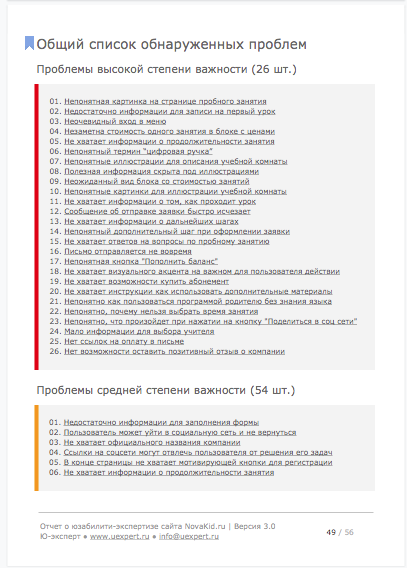 Общий список обнаруженных проблем
Проблемы высокой степени важности (26 шт.)
01. Непонятная картинка на странице пробного занятия
02. Недостаточно информации для записи на первый урок
03. Неочевидный вход в меню
04. Незаметна стоимость одного занятия в блоке с ценами
05. Не хватает информации о продолжительности занятия
06. Непонятный термин "цифровая ручка"
07. Непонятные иллюстрации для описания учебной комнаты
08. Полезная информация скрыта под иллюстрациями
09. Неожиданный вид блока со стоимостью занятий
10. Непонятные картинки для иллюстрации учебной комнаты
11. Не хватает информации о том, как проходит урок
12. Сообщение об отправке заявки быстро исчезает
13. Не хватает информации о дальнейших шагах
14. Непонятный дополнительный шаг при оформлении заявки
15. Не хватает ответов на вопросы по пробному занятию
16. Письмо отправляется не вовремя
17. Непонятная кнопка "Пополнить баланс"
18. Не хватает визуального акцента на важном для пользователя действии
19. Не хватает возможности купить абонемент
20. Не хватает инструкции как использовать дополнительные материалы
21. Непонятно как пользоваться программой родителю без знания языка
22. Непонятно, почему нельзя выбрать время занятия
23. Непонятно, что произойдет при нажатии на кнопку "Поделиться в соц сети"
24. Мало информации для выбора учителя
25. Нет ссылок на оплату в письме
26. Нет возможности оставить позитивный отзыв о компании
Проблемы средней степени важности (54 шт.)
01. Недостаточно информации для заполнения формы
02. Пользователь может уйти в социальную сеть и не вернуться
03. Не хватает официального названия компании
04. Ссылки на соцсети могут отвлечь пользователя от решения его задач
05. В конце страницы не хватает мотивирующей кнопки для регистрации
06. Не хватает информации о продолжительности занятия
Отчет о юзабилити-экспертизе сайта NovaKid.ru | Версия 3.0
Ю-эксперт ● www.uexpert.ru ● info@uexpert.ru
49 / 56